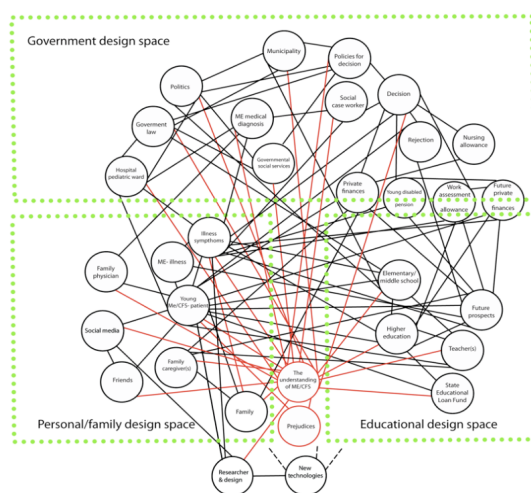 Government design space
Municipality
Policies for
decision
Politics
Social
case worker
Decision
ME medical
diagnosis
Goverment
law
Rejection
Nursing
allowance
Governmental
social services
Hospital
pediatric ward
Private
finances
Young disabled
pension
Work
assessment
allowance
Future
private
finances
Illness
symthoms
ME- illness
Family
physician
Elementary/
middle school
Young
Me/CFS- patient
Future
prospects
Social media
Higher
education
Teacher(s)
Family
caregiver(s)
The
understanding
of ME/CFS
Friends
State
Educational
Loan Fund
Family
Prejudices
Personal/family design space
Educational design space
Researcher
& design
New
technologies